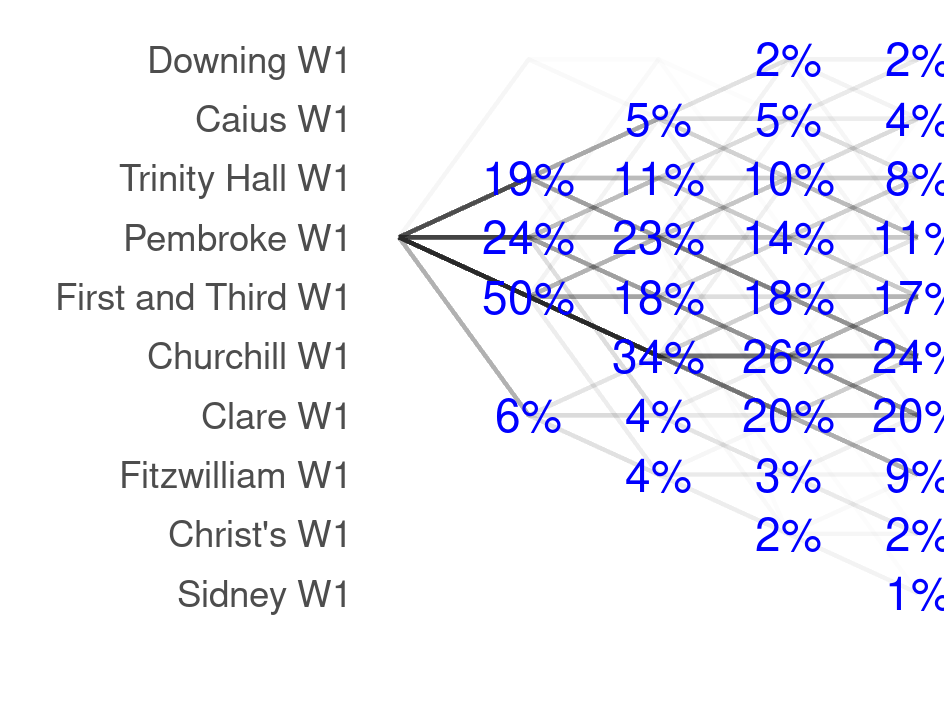 Downing W1 2% 2%
Caius W1 5% 5% 4%
Trinity Hall W1 19% 11% 10% 8%
Pembroke W1 24% 23% 14% 11%
First and Third W1 50% 18% 18% 17%
Churchill W1 34% 26% 24%
Clare W1 6% 4% 20% 20%
Fitzwilliam W1 4% 3% 9%
Christ's W1 2% 2%
Sidney W1 1%